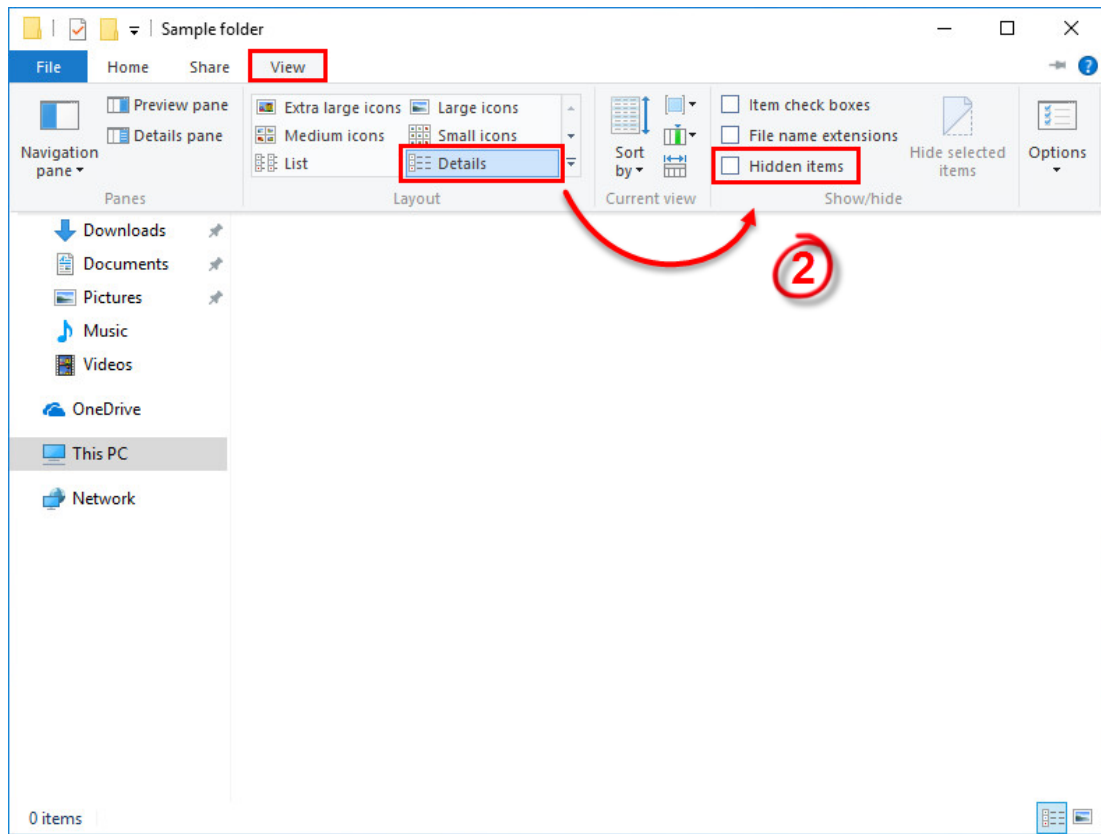 Sample folder
File Home Share View
Preview pane
Details pane
Navigation
pane
Panes
Extra large icons Large icons
Medium icons Small icons
List Details
Layout
Sort
by
Current view
Item check boxes
File name extensions
Hidden items
Hide selected
items
Show/hide
Options
2
Downloads
Documents
Pictures
Music
Videos
OneDrive
This PC
Network
0 items